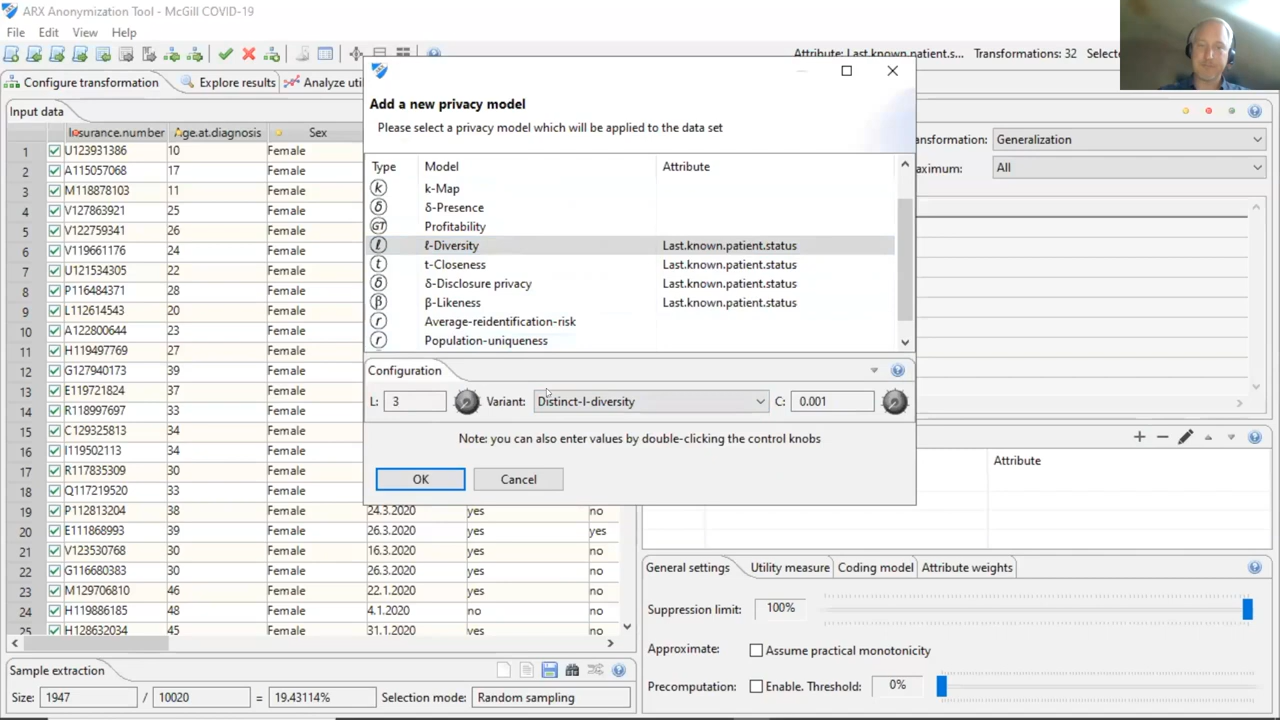 ARX Anonymization Tool - McGill COVID-19
File Edit View Help
Attribute: Last.known.patient.s... Transformations: 32 Selecte
Configure transformation Explore results Analyze uti
Input data
Insurance.number Age.at.diagnosis Sex
1 U123931386 10 Female
2 A115057068 17 Female
3 M118878103 11 Female
4 V127863921 25 Female
5 V122759341 26 Female
6 V119661176 24 Female
7 U121534305 22 Female
8 P116484371 28 Female
9 L112614543 20 Female
10 A122800644 23 Female
11 H119497769 27 Female
12 G127940173 39 Female
13 E119721824 37 Female
14 R118997697 33 Female
15 C129325813 34 Female
16 I119502113 34 Female
17 R117835309 30 Female
18 Q117219520 33 Female
19 P112813204 38 Female 24.3.2020 yes no
20 E111868993 39 Female 26.3.2020 yes yes
21 V123530768 30 Female 16.3.2020 yes no
22 G116680383 30 Female 26.3.2020 yes no
23 M129706810 46 Female 22.1.2020 yes no
24 H119886185 48 Female 4.1.2020 no no
25 H128632034 45 Female 31.1.2020 yes no
Sample extraction
Size: 1947 / 10020 = 19.43114% Selection mode: Random sampling
Add a new privacy model
Please select a privacy model which will be applied to the data set
Type Model Attribute
k k-Map
δ δ-Presence
GT Profitability
ℓ ℓ-Diversity Last.known.patient.status
t t-Closeness Last.known.patient.status
δ δ-Disclosure privacy Last.known.patient.status
β β-Likeness Last.known.patient.status
r Average-reidentification-risk
r Population-uniqueness
Configuration
L: 3 Variant: Distinct-l-diversity C: 0.001
Note: you can also enter values by double-clicking the control knobs
OK Cancel
ansformation: Generalization
aximum: All
Attribute
General settings Utility measure Coding model Attribute weights
Suppression limit: 100%
Approximate: Assume practical monotonicity
Precomputation: Enable. Threshold: 0%